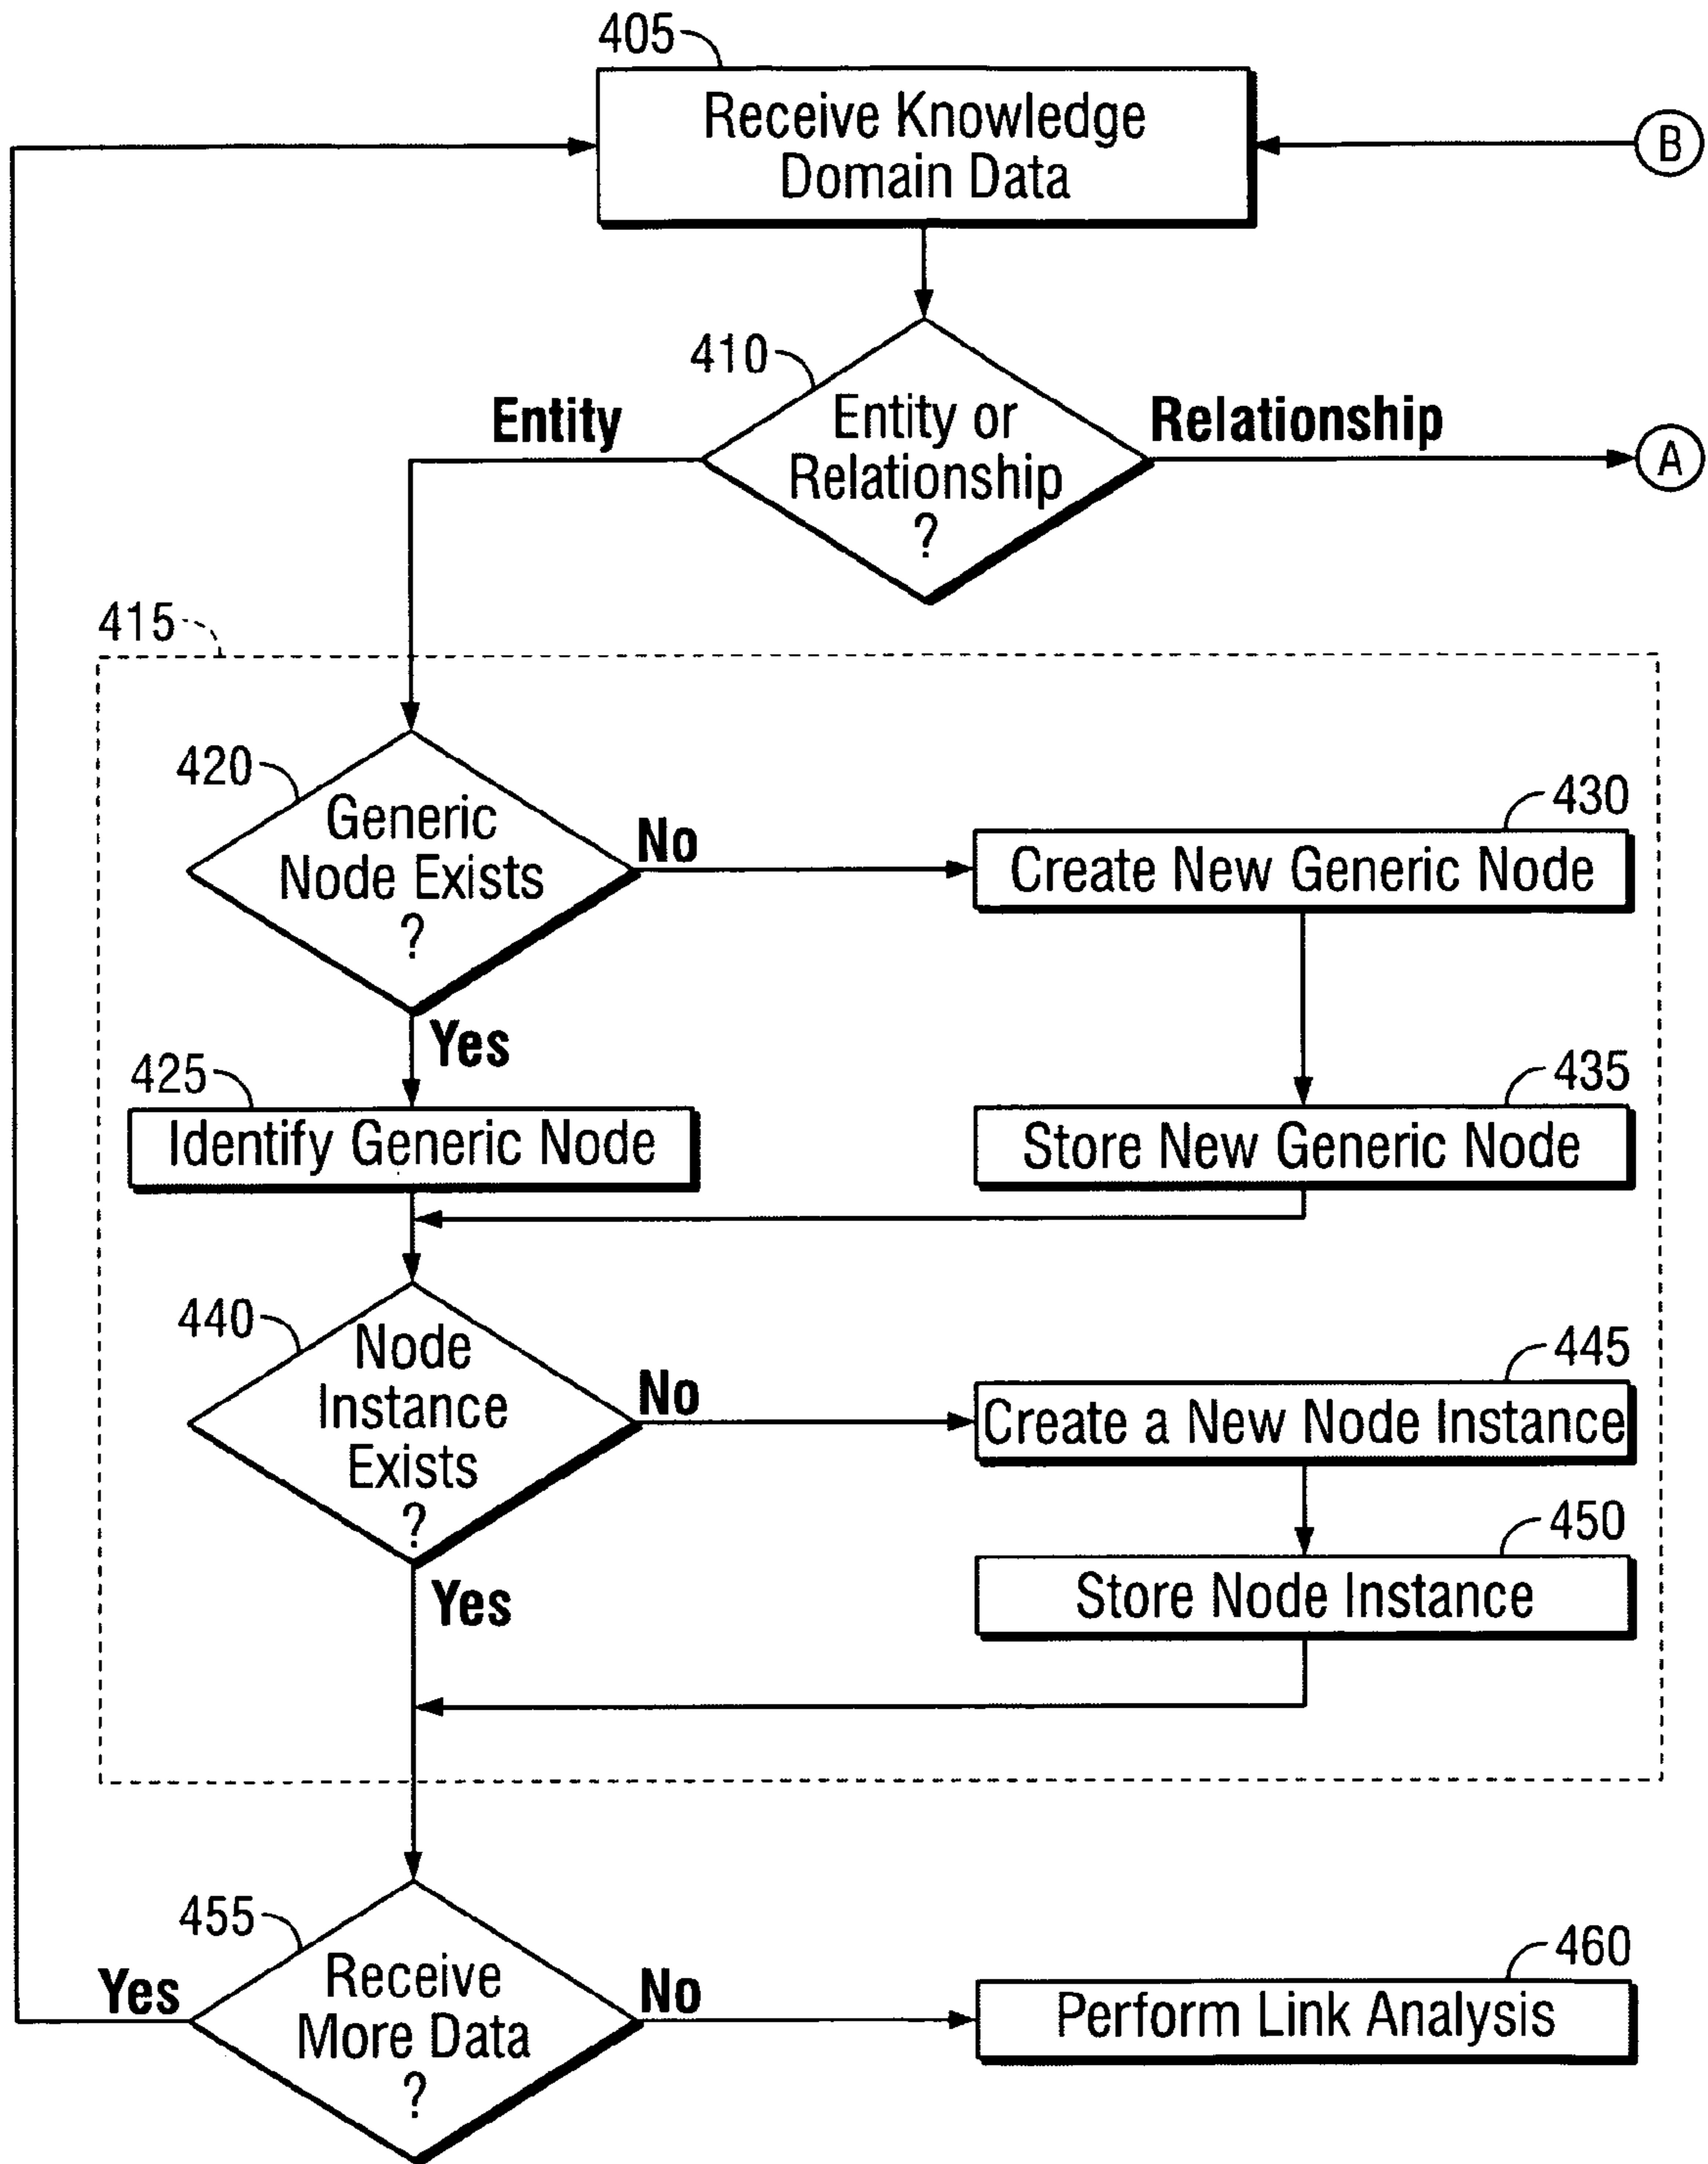 405
Receive Knowledge
Domain Data
B
410
Entity or
Relationship
?
Entity
Relationship
A
415
420
Generic
Node Exists
?
No
430
Create New Generic Node
Yes
425
Identify Generic Node
435
Store New Generic Node
440
Node
Instance
Exists
?
No
445
Create a New Node Instance
Yes
450
Store Node Instance
455
Receive
More Data
?
Yes
No
460
Perform Link Analysis